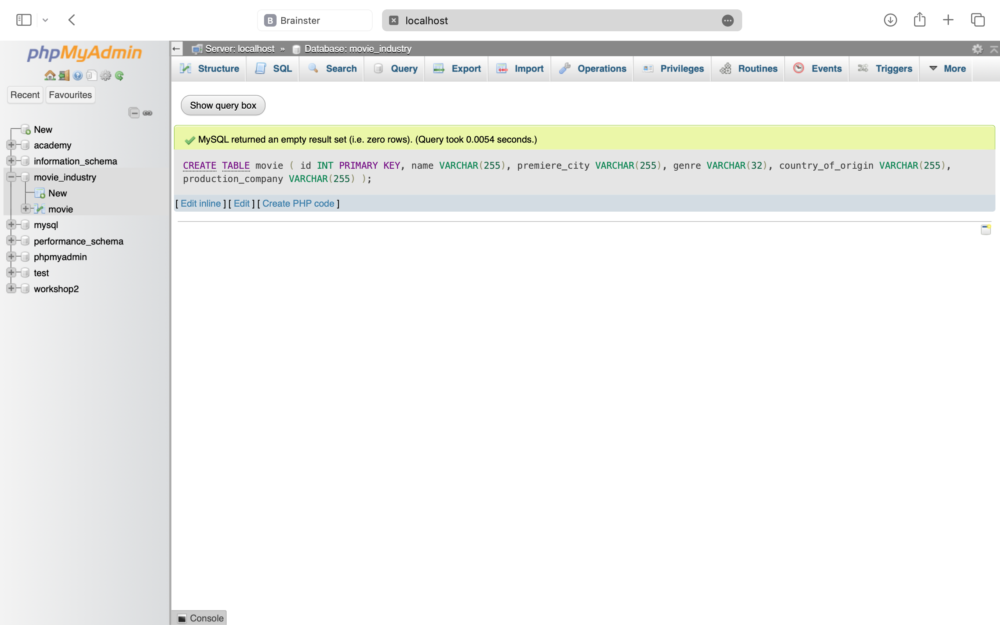 B Brainster
localhost
phpMyAdmin
Recent Favourites
New
academy
information_schema
movie_industry
New
movie
mysql
performance_schema
phpmyadmin
test
workshop2
Server: localhost » Database: movie_industry
Structure SQL Search Query Export Import Operations Privileges Routines Events Triggers More
Show query box
MySQL returned an empty result set (i.e. zero rows). (Query took 0.0054 seconds.)
CREATE TABLE movie ( id INT PRIMARY KEY, name VARCHAR(255), premiere_city VARCHAR(255), genre VARCHAR(32), country_of_origin VARCHAR(255),
production_company VARCHAR(255) );
[ Edit inline ] [ Edit ] [ Create PHP code ]
Console